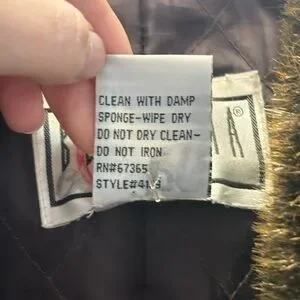 CLEAN WITH DAMP
SPONGE-WIPE DRY
DO NOT DRY CLEAN-
DO NOT IRON
RN#67365
A®